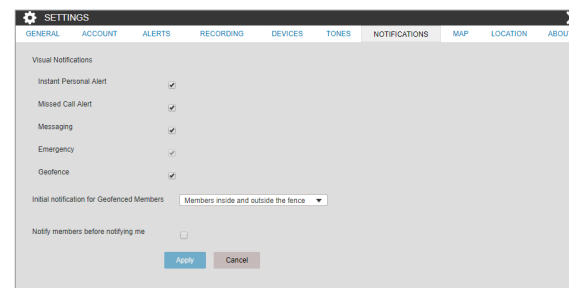 SETTINGS
GENERAL ACCOUNT ALERTS RECORDING DEVICES TONES NOTIFICATIONS MAP LOCATION ABOUT
Visual Notifications
Instant Personal Alert
Missed Call Alert
Messaging
Emergency
Geofence
Initial notification for Geofenced Members Members inside and outside the fence
Notify members before notifying me
Apply Cancel